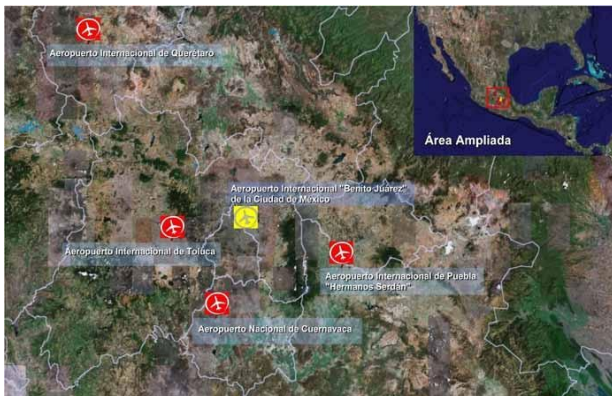 Aeropuerto Internacional de Querétaro
Área Ampliada
Aeropuerto Internacional "Benito Juárez"
de la Ciudad de México
Aeropuerto Internacional de Toluca
Aeropuerto Internacional de Puebla
"Hermanos Serdán"
Aeropuerto Nacional de Cuernavaca